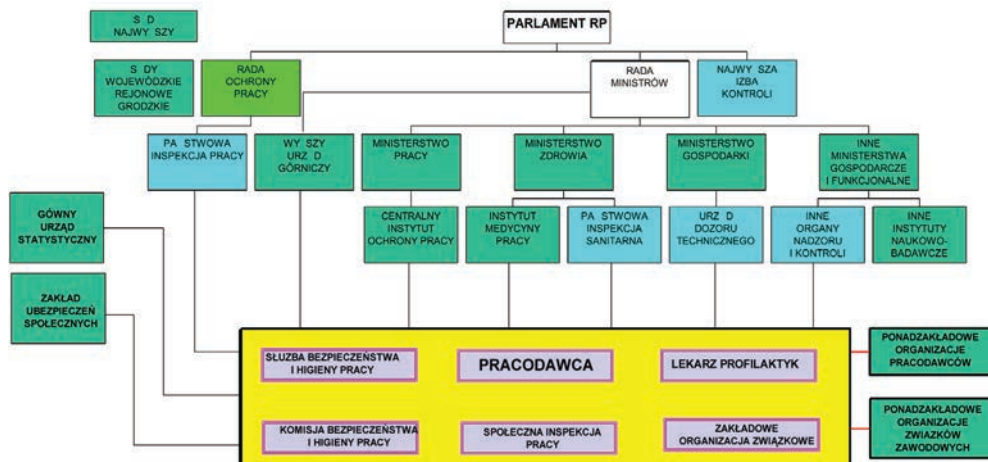 S D
NAJWY SZY
PARLAMENT RP
S DY
WOJEWÓDZKIE
REJONOWE
GRODZKIE
RADA
OCHRONY
PRACY
RADA
MINISTRÓW
NAJWY SZA
IZBA
KONTROLI
PA STWOWA
INSPEKCJA PRACY
WY SZY
URZ D
GÓRNICZY
MINISTERSTWO
PRACY
MINISTERSTWO
ZDROWIA
MINISTERSTWO
GOSPODARKI
INNE
MINISTERSTWA
GOSPODARCZE
I FUNKCJONALNE
GÓWNY
URZĄD
STATYSTYCZNY
CENTRALNY
INSTYTUT
OCHRONY PRACY
INSTYTUT
MEDYCYNY
PRACY
PA STWOWA
INSPEKCJA
SANITARNA
URZ D
DOZORU
TECHNICZNEGO
INNE
ORGANY
NADZORU
I KONTROLI
INNE
INSTYTUTY
NAUKOWO-
BADAWCZE
ZAKŁAD
UBEZPIECZEŃ
SPOŁECZNYCH
SŁUŻBA BEZPIECZEŃSTWA
I HIGIENY PRACY
PRACODAWCA
LEKARZ PROFILAKTYK
PONADZAKŁADOWE
ORGANIZACJE
PRACODAWCÓW
KOMISJA BEZPIECZEŃSTWA
I HIGIENY PRACY
SPOŁECZNA INSPEKCJA
PRACY
ZAKŁADOWE
ORGANIZACJA ZWIĄZKOWE
PONADZAKŁADOWE
ORGANIZACJE
ZWIAZKÓW
ZAWODOWYCH